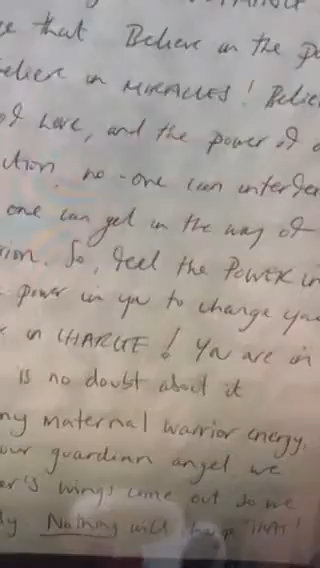 that Believe in the
believe in MIRACLES! Believe
of Love, and the power of
no-one can
one can get in the way of
So, feel the POWER in
power in you to change you
in CHARGE! You are in
is no doubt about it
my maternal warrior energy,
our guardian angel we
wings come out so we
Nothing will change "THAT"